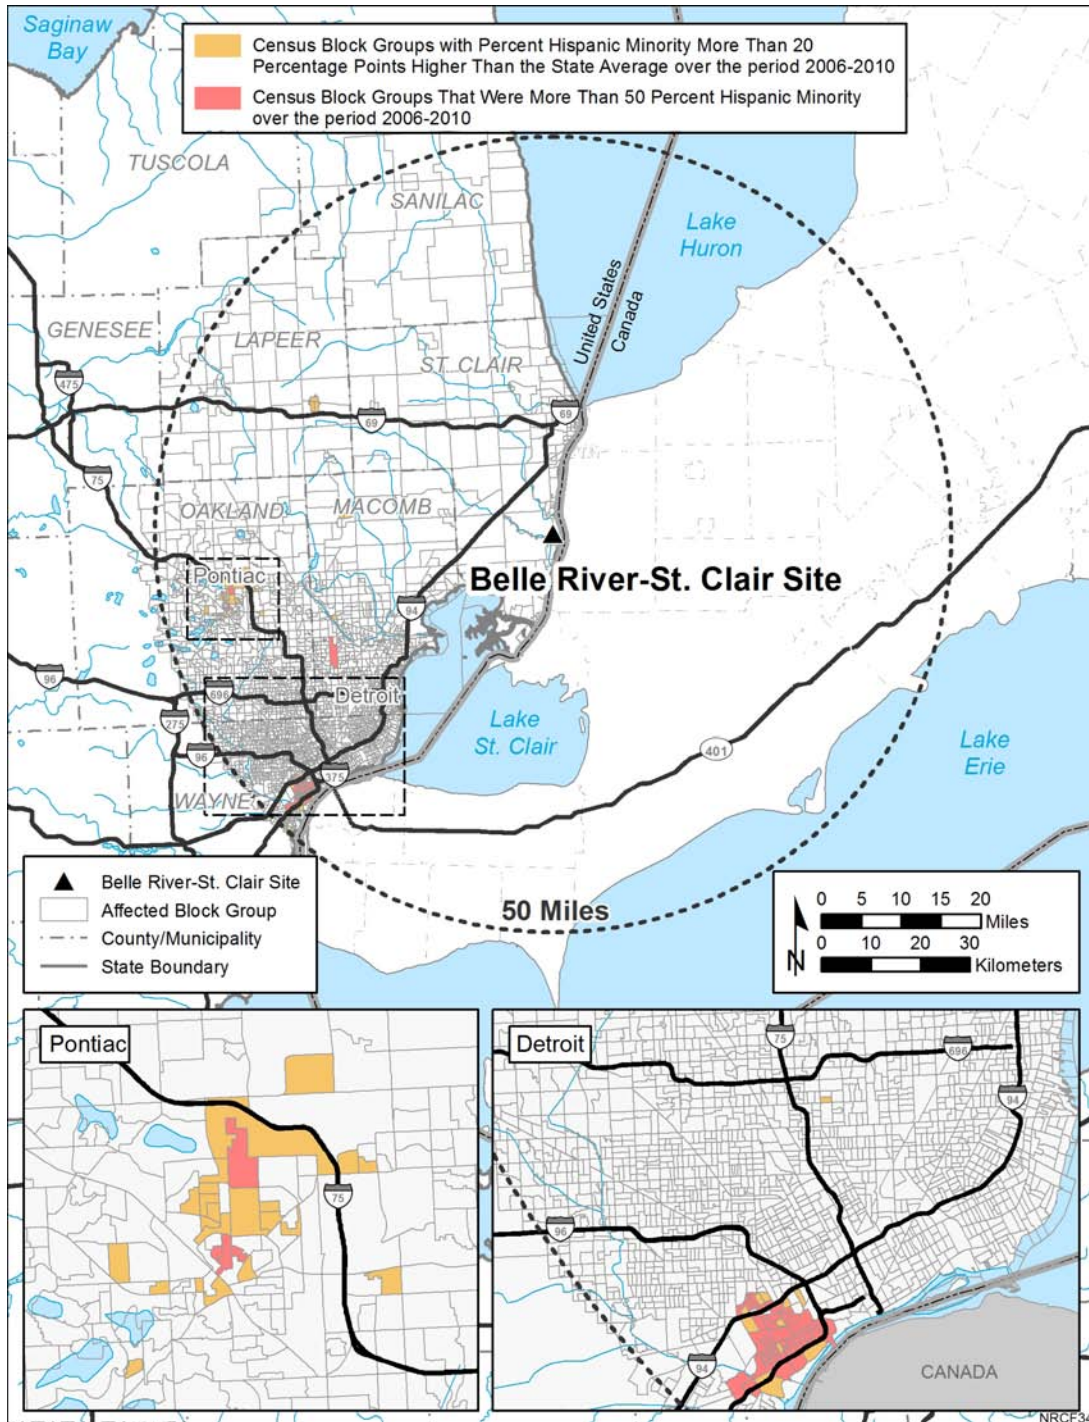 Saginaw
Bay
Census Block Groups with Percent Hispanic Minority More Than 20
Percentage Points Higher Than the State Average over the period 2006-2010
Census Block Groups That Were More Than 50 Percent Hispanic Minority
over the period 2006-2010
TUSCOLA
SANILAC
Lake
Huron
United States
Canada
GENESEE
LAPEER
ST. CLAIR
475
69
69
75
OAKLAND
MACOMB
Pontiac
Belle River-St. Clair Site
94
96
696
Detroit
275
Lake
St. Clair
401
Lake
Erie
96
375
WAYNE
Belle River-St. Clair Site
Affected Block Group
County/Municipality
State Boundary
50 Miles
0 5 10 15 20
Miles
0 10 20 30
Kilometers
N
Pontiac
75
Detroit
75
696
94
96
94
CANADA